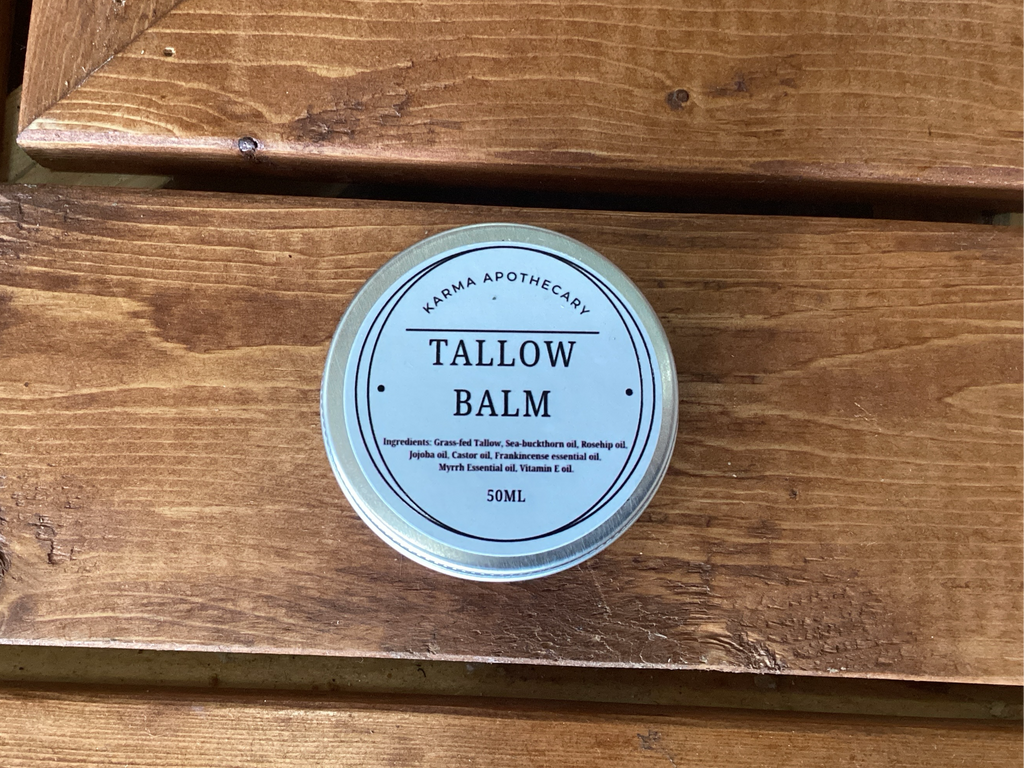 KARMA APOTHECARY
TALLOW
BALM
Ingredients: Grass-fed Tallow, Sea-buckthorn oil, Rosehip oil,
Jojoba oil, Castor oil, Frankincense essential oil,
Myrrh Essential oil, Vitamin E oil.
50ML